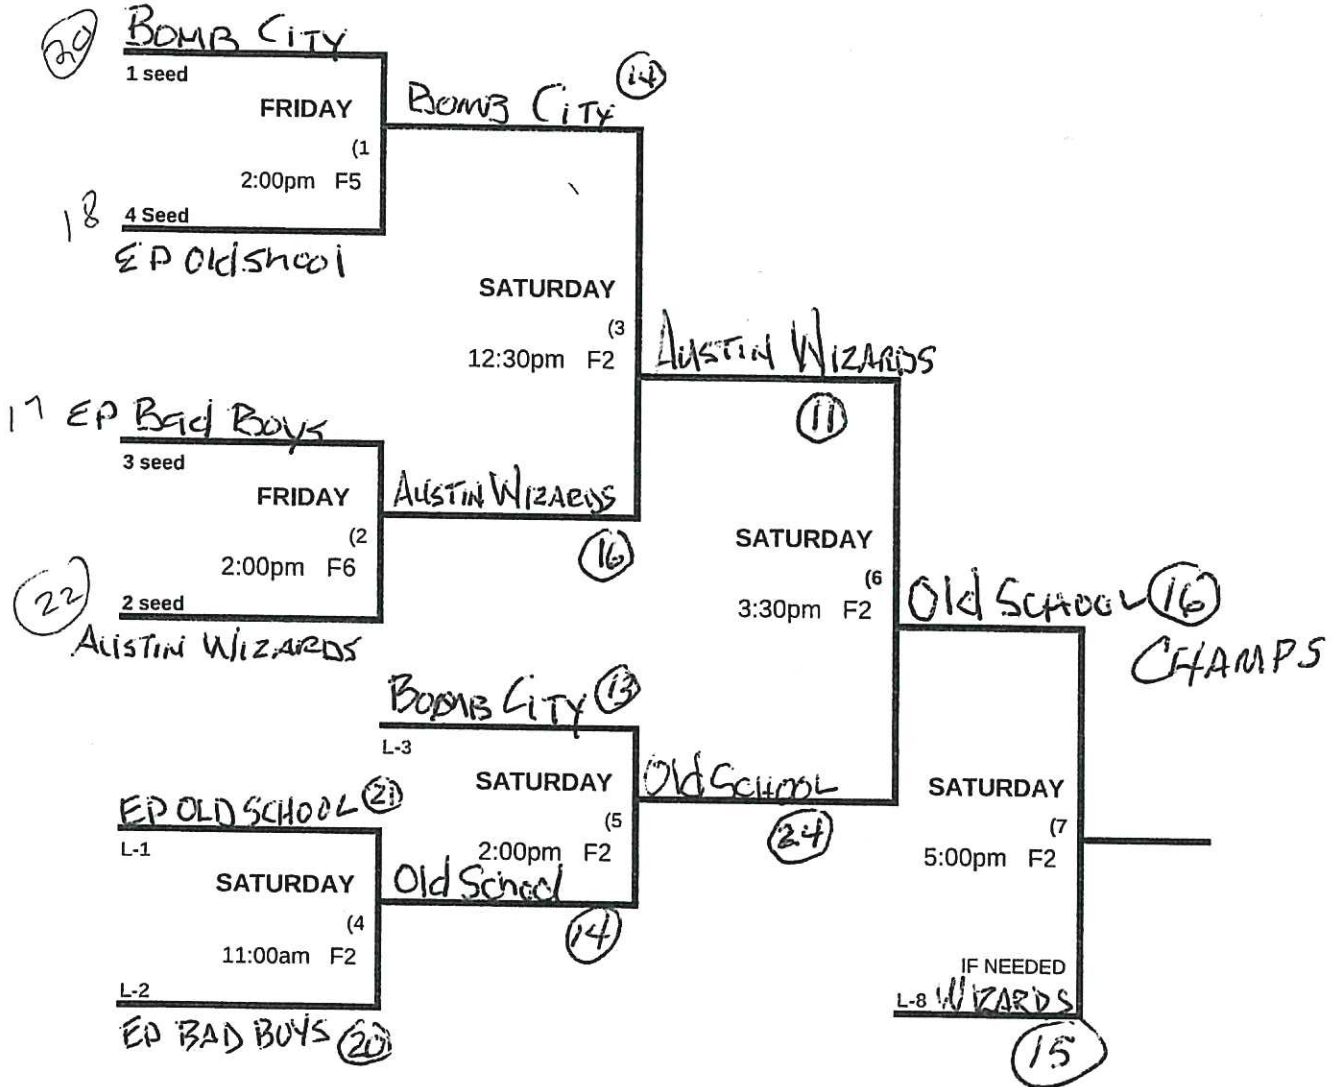 20 BOMB CITY
1 seed
FRIDAY
(1
2:00pm F5
18 4 Seed
EP Old Shool
BOMB CITY 14
SATURDAY
(3
12:30pm F2
17 EP Bad Boys
3 seed
FRIDAY
(2
2:00pm F6
22 2 seed
AUSTIN WIZARDS
AUSTIN WIZARDS
16
AUSTIN WIZARDS
11
SATURDAY
(6
3:30pm F2
BOMB CITY 13
L-3
SATURDAY
(5
2:00pm F2
EP OLD SCHOOL 21
L-1
SATURDAY
(4
11:00am F2
L-2
EP BAD BOYS 20
Old School
14
Old SCHOOL
24
Old SCHOOL 16
CHAMPS
SATURDAY
(7
5:00pm F2
IF NEEDED
L-8 WIZARDS
15